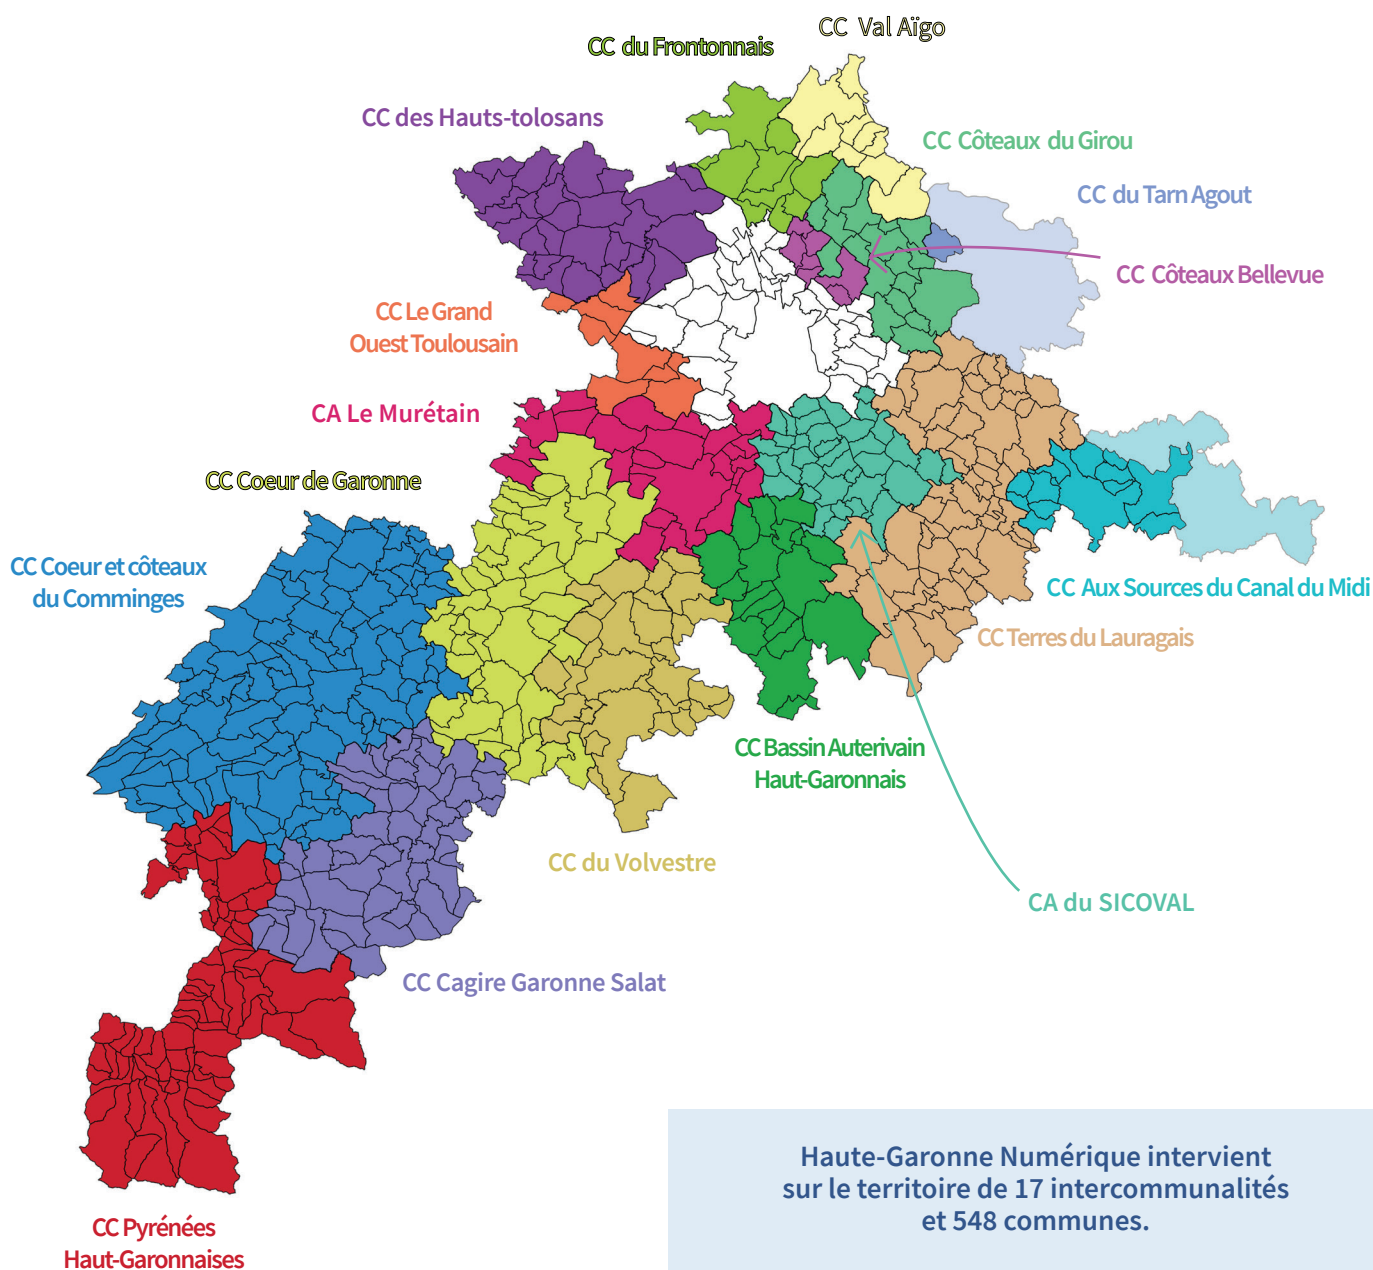 CC Val Aïgo
CC du Frontonnais
CC des Hauts-tolosans
CC Côteaux du Girou
CC du Tarn Agout
CC Côteaux Bellevue
CC Le Grand
Ouest Toulousain
CA Le Murétain
CC Coeur de Garonne
CC Coeur et côteaux
du Comminges
CC Aux Sources du Canal du Midi
CC Terres du Lauragais
CC Bassin Auterivain
Haut-Garonnais
CC du Volvestre
CA du SICOVAL
CC Cagire Garonne Salat
Haute-Garonne Numérique intervient
sur le territoire de 17 intercommunalités
et 548 communes.
CC Pyrénées
Haut-Garonnaises